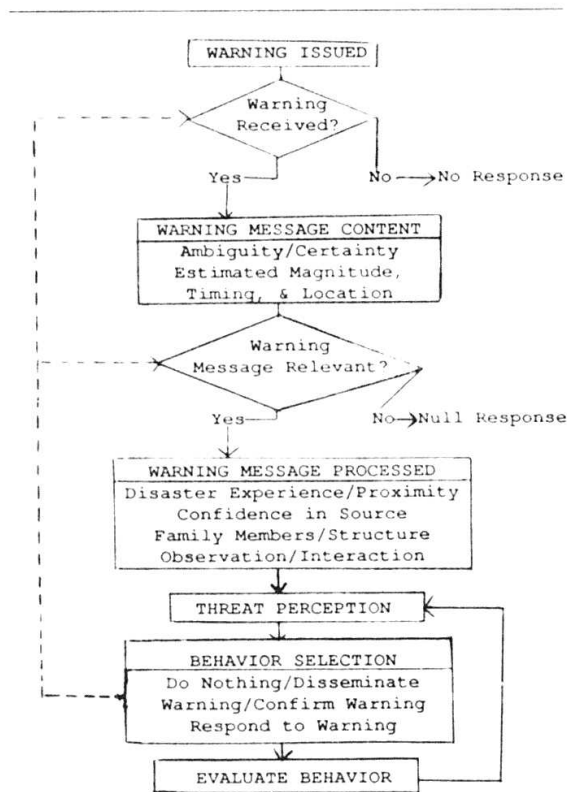 WARNING ISSUED
Warning
Received?
Yes
No
No Response
WARNING MESSAGE CONTENT
Ambiguity/Certainty
Estimated Magnitude,
Timing, & Location
Warning
Message Relevant?
Yes
No
Null Response
WARNING MESSAGE PROCESSED
Disaster Experience/Proximity
Confidence in Source
Family Members/Structure
Observation/Interaction
THREAT PERCEPTION
BEHAVIOR SELECTION
Do Nothing/Disseminate
Warning/Confirm Warning
Respond to Warning
EVALUATE BEHAVIOR